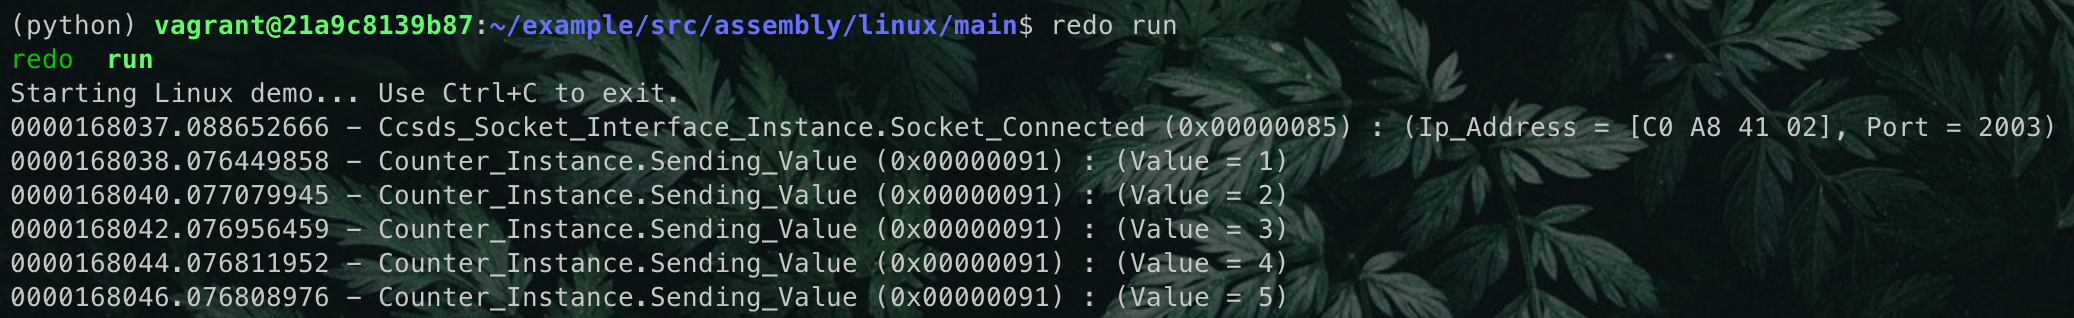 (python) vagrant@21a9c8139b87:~/example/src/assembly/linux/main$ redo run
redo  run
Starting Linux demo... Use Ctrl+C to exit.
0000168037.088652666 - Ccsds_Socket_Interface_Instance.Socket_Connected (0x00000085) : (Ip_Address = [C0 A8 41 02], Port = 2003)
0000168038.076449858 - Counter_Instance.Sending_Value (0x00000091) : (Value = 1)
0000168040.077079945 - Counter_Instance.Sending_Value (0x00000091) : (Value = 2)
0000168042.076956459 - Counter_Instance.Sending_Value (0x00000091) : (Value = 3)
0000168044.076811952 - Counter_Instance.Sending_Value (0x00000091) : (Value = 4)
0000168046.076808976 - Counter_Instance.Sending_Value (0x00000091) : (Value = 5)